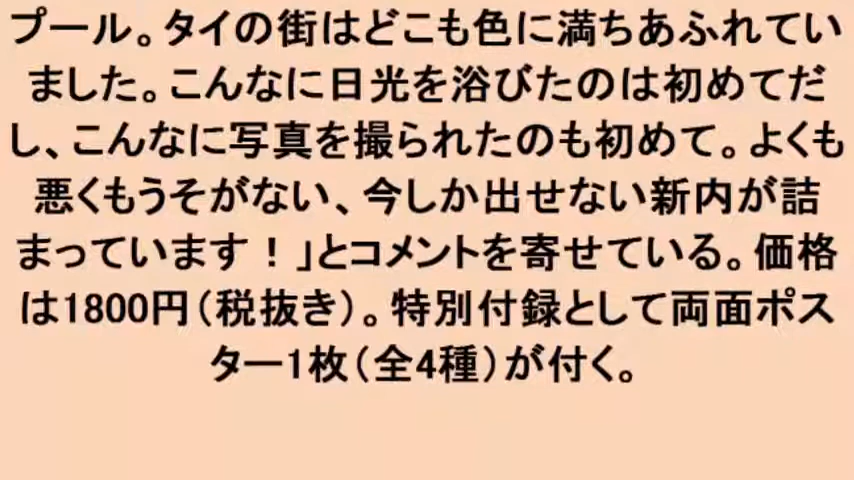 プール。タイの街はどこも色に満ちあふれてい
ました。こんなに日光を浴びたのは初めてだ
し、こんなに写真を撮られたのも初めて。よくも
悪くもうそがない、今しか出せない新内が詰
まっています！」とコメントを寄せている。価格
は1800円（税抜き）。特別付録として両面ポス
ター1枚（全4種）が付く。